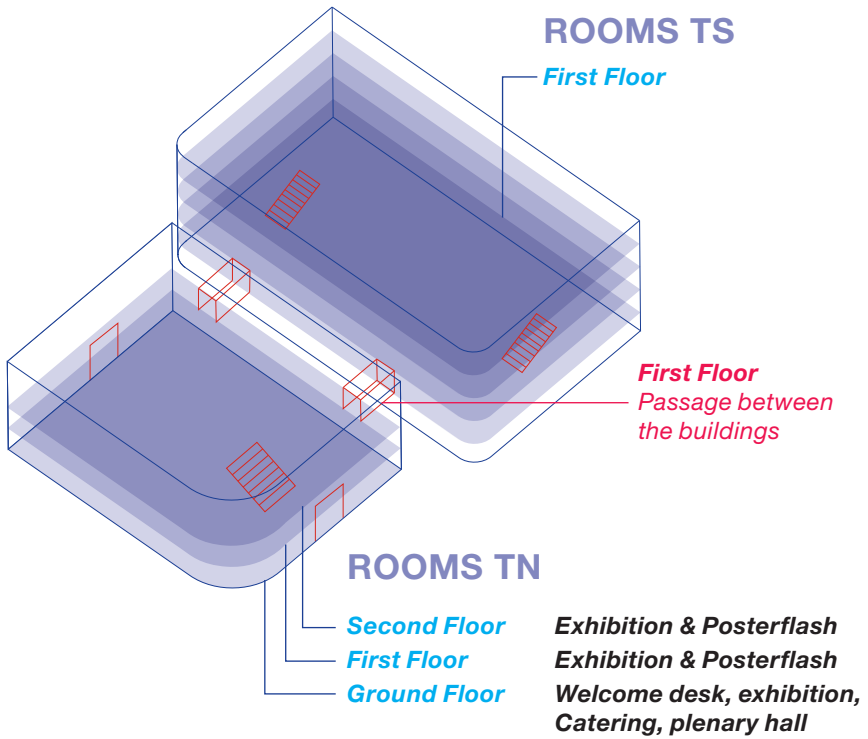 ROOMS TS
First Floor
First Floor
Passage between
the buildings
ROOMS TN
Second Floor Exhibition & Posterflash
First Floor Exhibition & Posterflash
Ground Floor Welcome desk, exhibition,
Catering, plenary hall